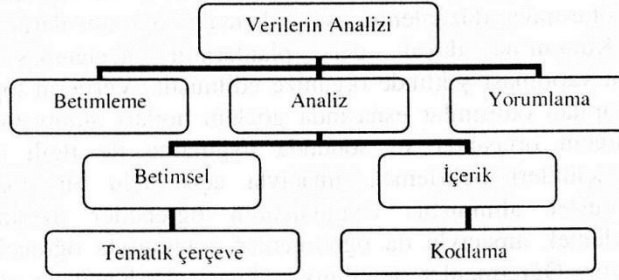 Verilerin Analizi
Betimleme
Analiz
Yorumlama
Betimsel
İçerik
Tematik çerçeve
Kodlama